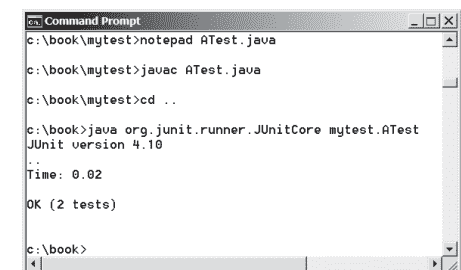 Command Prompt
c:\book\mytest>notepad ATest.java
c:\book\mytest>javac ATest.java
c:\book\mytest>cd ..
c:\book>java org.junit.runner.JUnitCore mytest.ATest
JUnit version 4.10
..
Time: 0.02
OK (2 tests)
c:\book>